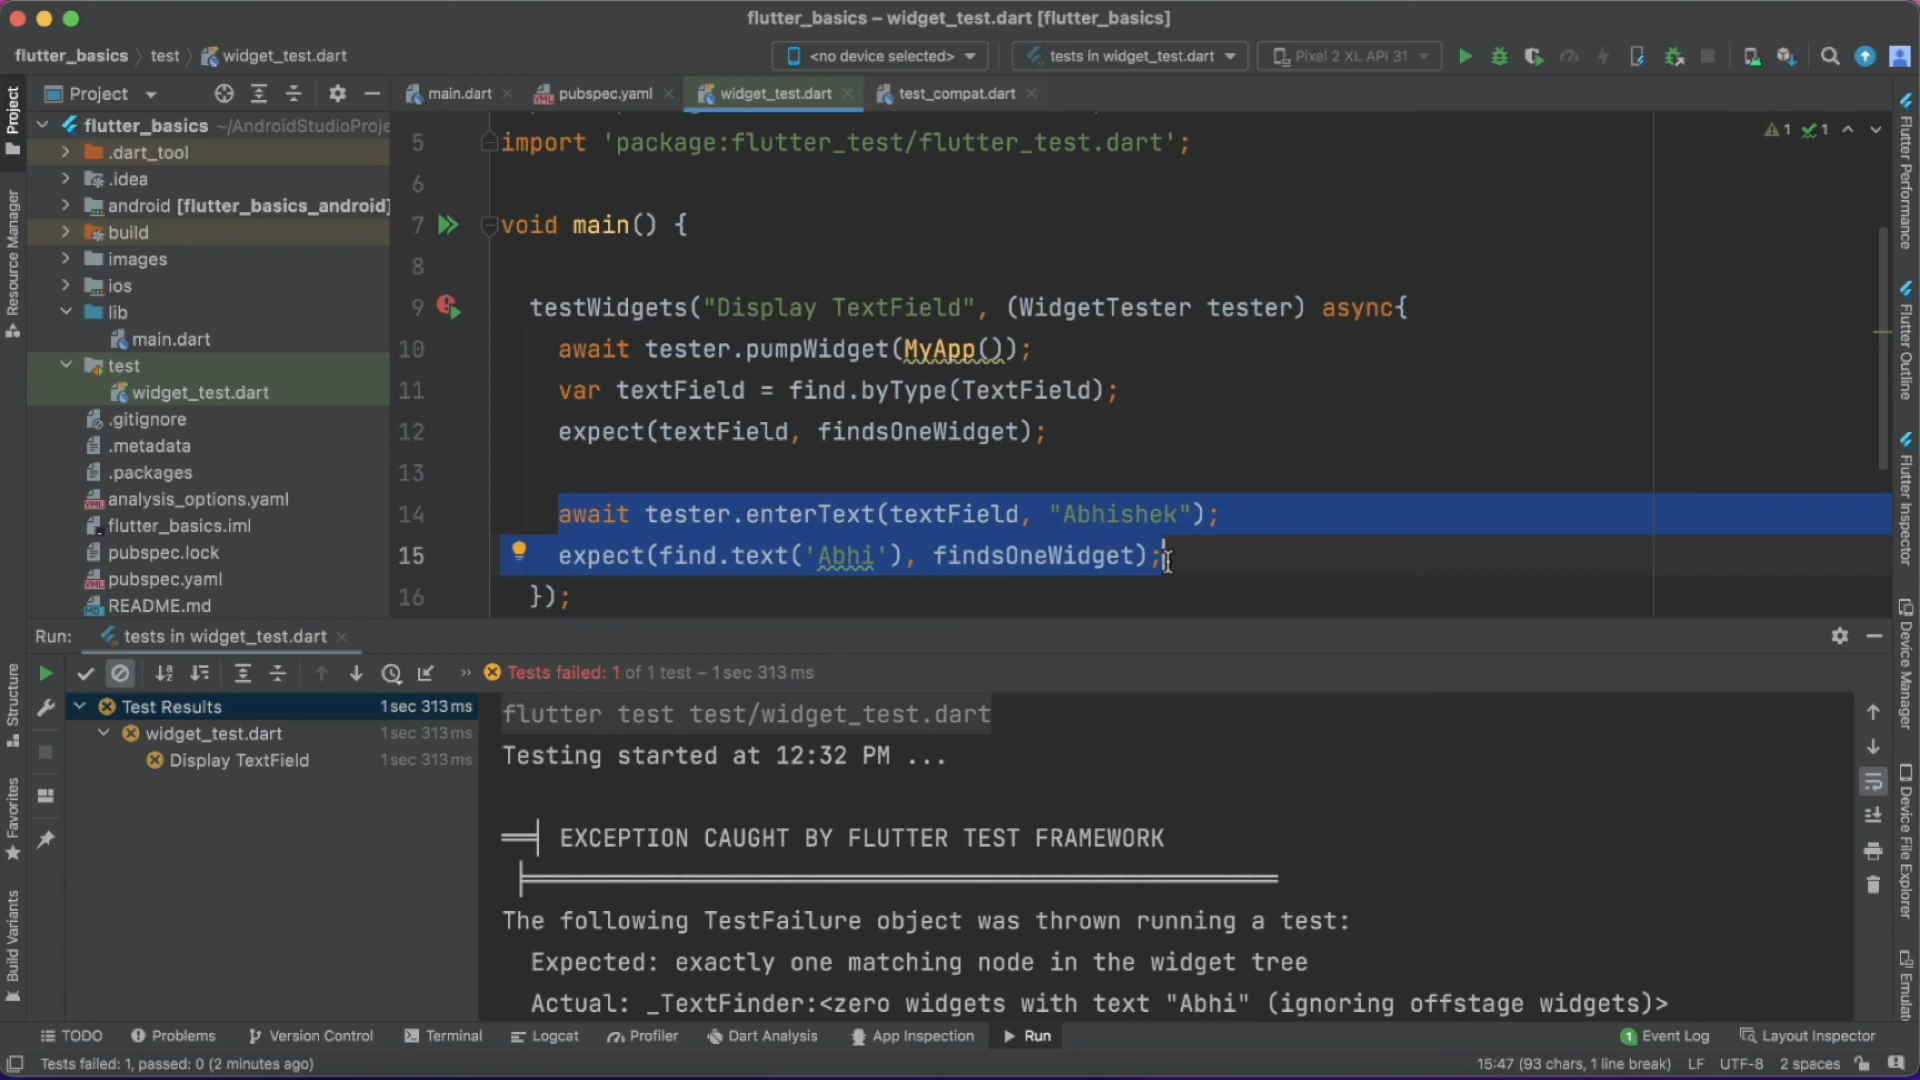 flutter_basics – widget_test.dart [flutter_basics]
flutter_basics test widget_test.dart
<no device selected> tests in widget_test.dart Pixel 2 XL API 31
Project
main.dart pubspec.yaml widget_test.dart test_compat.dart
flutter_basics ~/AndroidStudioProje
.dart_tool
.idea
android [flutter_basics_android]
build
images
ios
lib
main.dart
test
widget_test.dart
.gitignore
.metadata
.packages
analysis_options.yaml
flutter_basics.iml
pubspec.lock
pubspec.yaml
README.md
1 1
5 import 'package:flutter_test/flutter_test.dart';
6
7 void main() {
8
9 testWidgets("Display TextField", (WidgetTester tester) async{
10 await tester.pumpWidget(MyApp());
11 var textField = find.byType(TextField);
12 expect(textField, findsOneWidget);
13
14 await tester.enterText(textField, "Abhishek");
15 expect(find.text('Abhi'), findsOneWidget);
16 });
Run: tests in widget_test.dart
Tests failed: 1 of 1 test – 1 sec 313 ms
Test Results 1 sec 313 ms
widget_test.dart 1 sec 313 ms
Display TextField 1 sec 313 ms
flutter test test/widget_test.dart
Testing started at 12:32 PM ...
EXCEPTION CAUGHT BY FLUTTER TEST FRAMEWORK
The following TestFailure object was thrown running a test:
Expected: exactly one matching node in the widget tree
Actual: _TextFinder:<zero widgets with text "Abhi" (ignoring offstage widgets)>
TODO Problems Version Control Terminal Logcat Profiler Dart Analysis App Inspection Run
1 Event Log Layout Inspector
Tests failed: 1, passed: 0 (2 minutes ago)
15:47 (93 chars, 1 line break) LF UTF-8 2 spaces
Project
Resource Manager
Structure
Favorites
Build Variants
Flutter Performance
Flutter Outline
Flutter Inspector
Device Manager
Device File Explorer